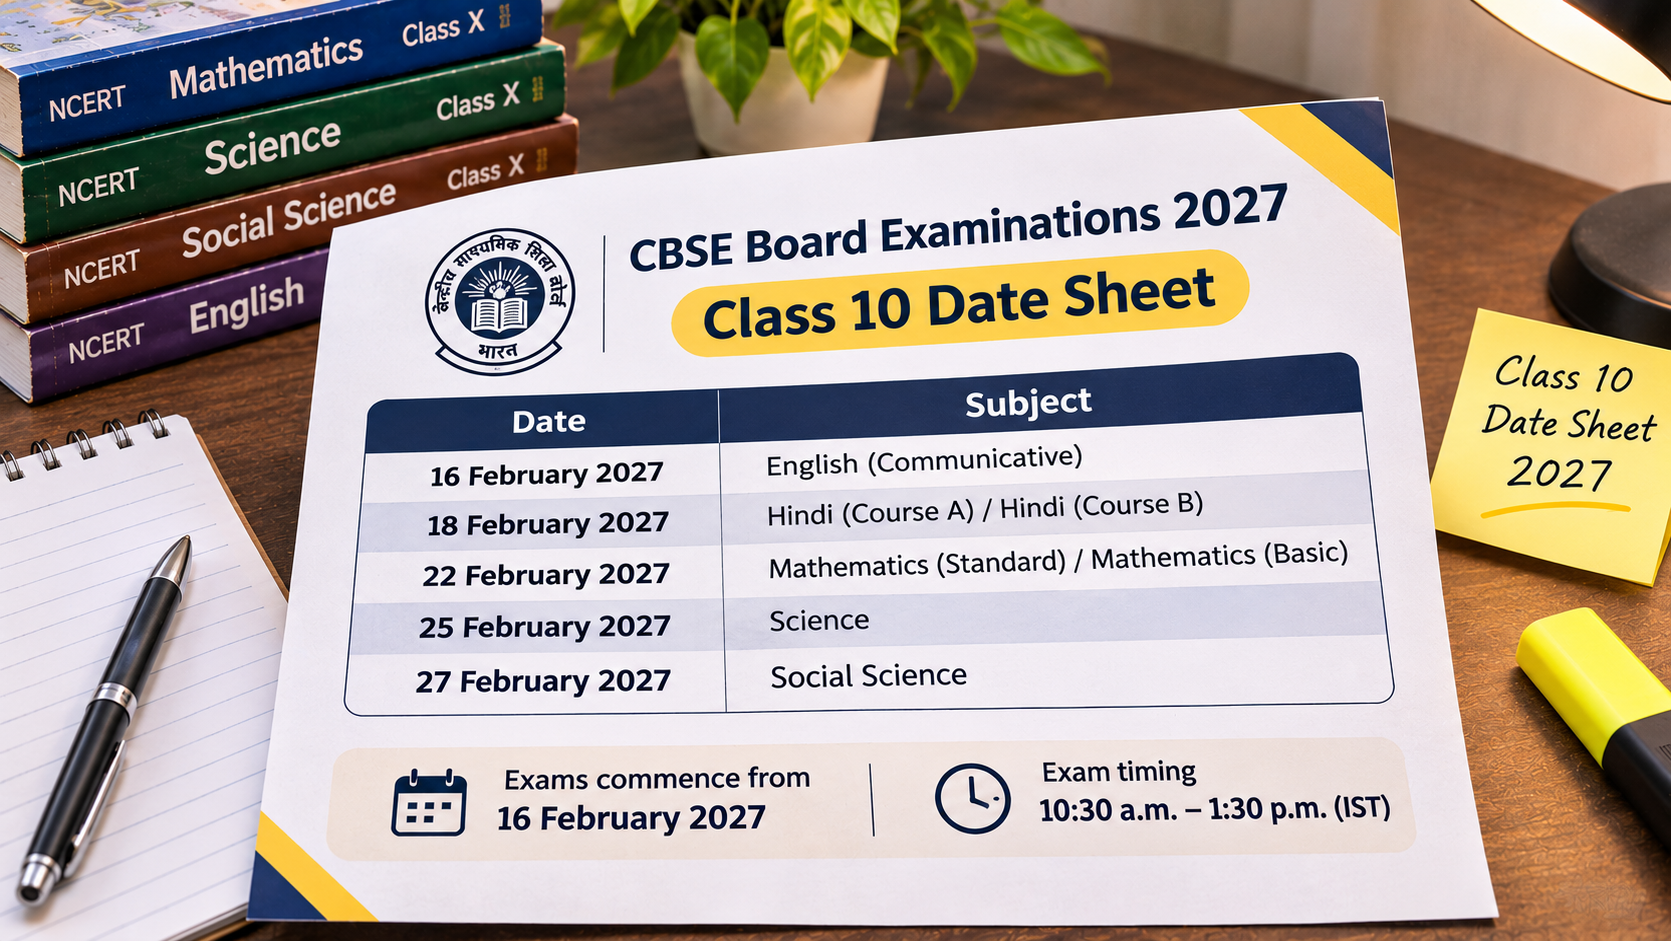 NCERT Mathematics Class X
NCERT Science Class X
NCERT Social Science Class X
NCERT English
केन्द्रीय माध्यमिक शिक्षा बोर्ड
भारत
CBSE Board Examinations 2027
Class 10 Date Sheet
Date Subject
16 February 2027 English (Communicative)
18 February 2027 Hindi (Course A) / Hindi (Course B)
22 February 2027 Mathematics (Standard) / Mathematics (Basic)
25 February 2027 Science
27 February 2027 Social Science
Exams commence from
16 February 2027
Exam timing
10:30 a.m. – 1:30 p.m. (IST)
Class 10
Date Sheet
2027